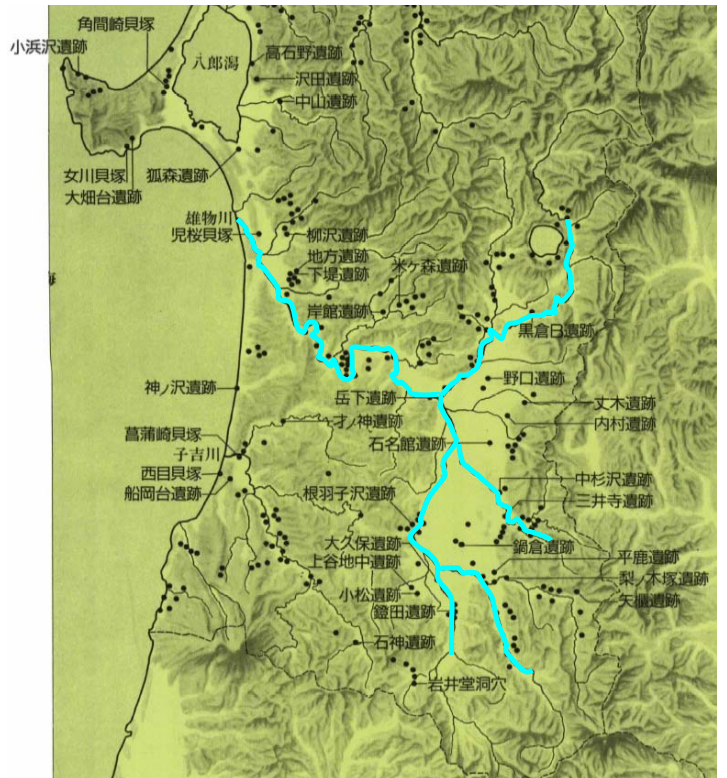 角間崎貝塚
小浜沢遺跡
八郎潟
高石野遺跡
沢田遺跡
中山遺跡
女川貝塚
大畑台遺跡
狐森遺跡
雄物川
児桜貝塚
柳沢遺跡
地方遺跡
下堤遺跡
米ヶ森遺跡
岸館遺跡
黒倉B遺跡
神ノ沢遺跡
岳下遺跡
野口遺跡
才ノ神遺跡
丈木遺跡
内村遺跡
菖蒲崎貝塚
子吉川
石名館遺跡
西目貝塚
船岡台遺跡
中杉沢遺跡
三井寺遺跡
根羽子沢遺跡
大久保遺跡
鍋倉遺跡
上谷地中遺跡
平鹿遺跡
梨ノ木塚遺跡
小松遺跡
矢櫃遺跡
鐙田遺跡
石神遺跡
岩井堂洞穴